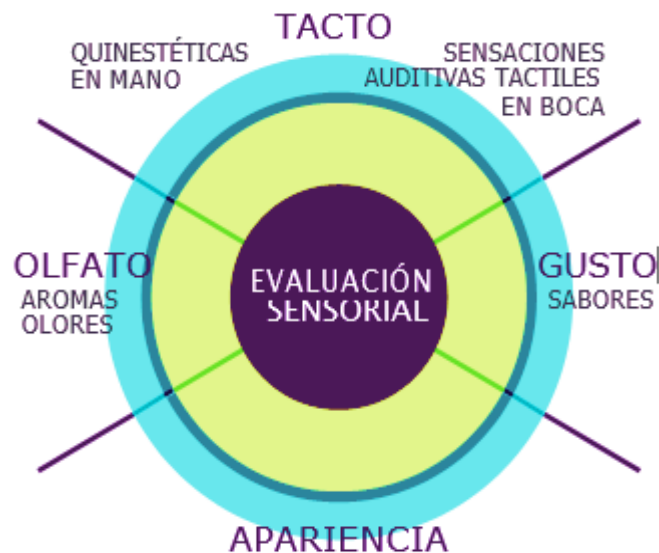 TACTO
QUINESTÉTICAS
EN MANO
SENSACIONES
AUDITIVAS TACTILES
EN BOCA
OLFATO
AROMAS
OLORES
EVALUACIÓN
SENSORIAL
GUSTO
SABORES
APARIENCIA